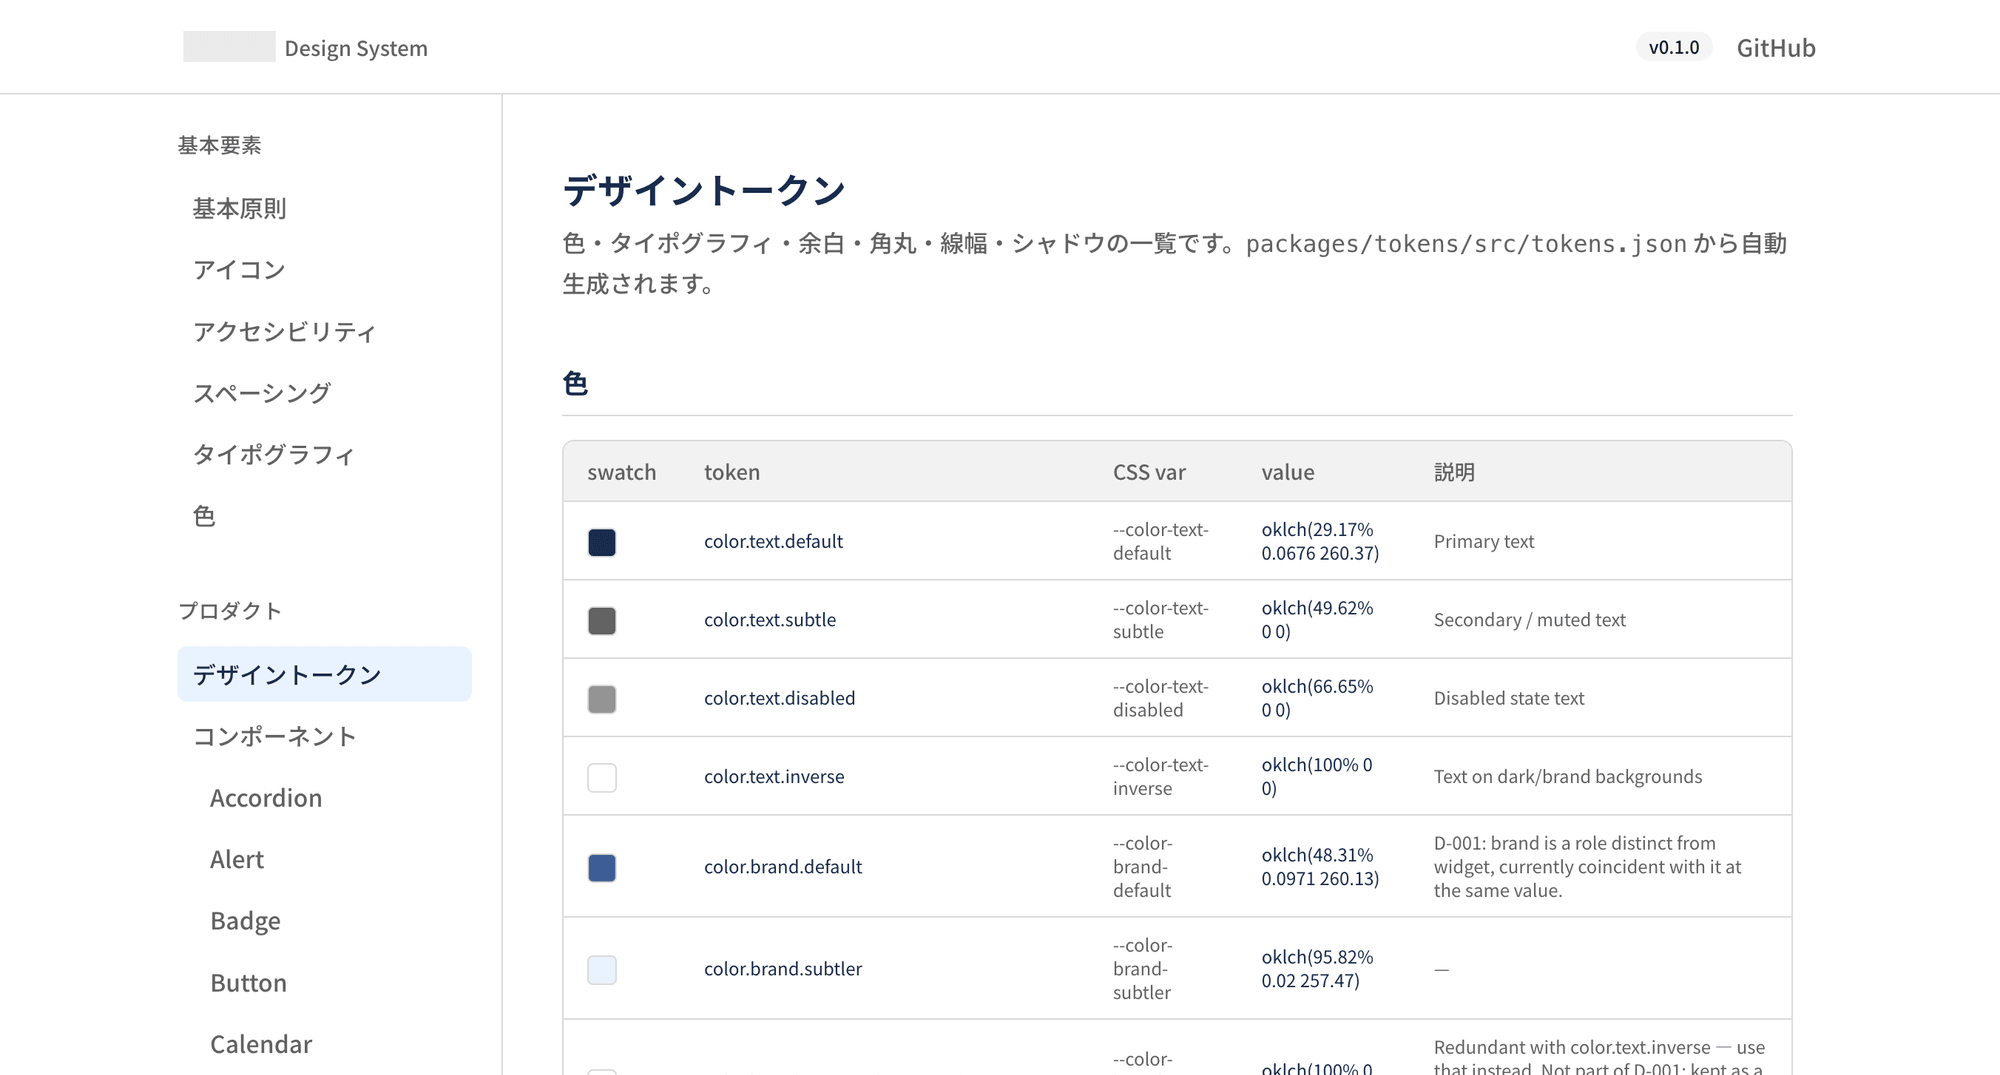 Design System
v0.1.0
GitHub
基本要素
基本原則
アイコン
アクセシビリティ
スペーシング
タイポグラフィ
色
プロダクト
デザイントークン
コンポーネント
Accordion
Alert
Badge
Button
Calendar
デザイントークン
色・タイポグラフィ・余白・角丸・線幅・シャドウの一覧です。packages/tokens/src/tokens.json から自動
生成されます。
色
swatch token CSS var value 説明
color.text.default
--color-text-
default
oklch(29.17%
0.0676 260.37)
Primary text
color.text.subtle
--color-text-
subtle
oklch(49.62%
0 0)
Secondary / muted text
color.text.disabled
--color-text-
disabled
oklch(66.65%
0 0)
Disabled state text
color.text.inverse
--color-text-
inverse
oklch(100% 0
0)
Text on dark/brand backgrounds
color.brand.default
--color-
brand-
default
oklch(48.31%
0.0971 260.13)
D-001: brand is a role distinct from
widget, currently coincident with it at
the same value.
color.brand.subtler
--color-
brand-
subtler
oklch(95.82%
0.02 257.47)
—
--color-
oklch(100% 0
Redundant with color.text.inverse — use
that instead. Not part of D-001; kept as a